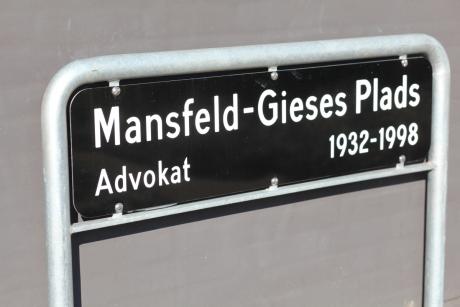 Mansfeld-Gieses Plads
1932-1998
Advokat